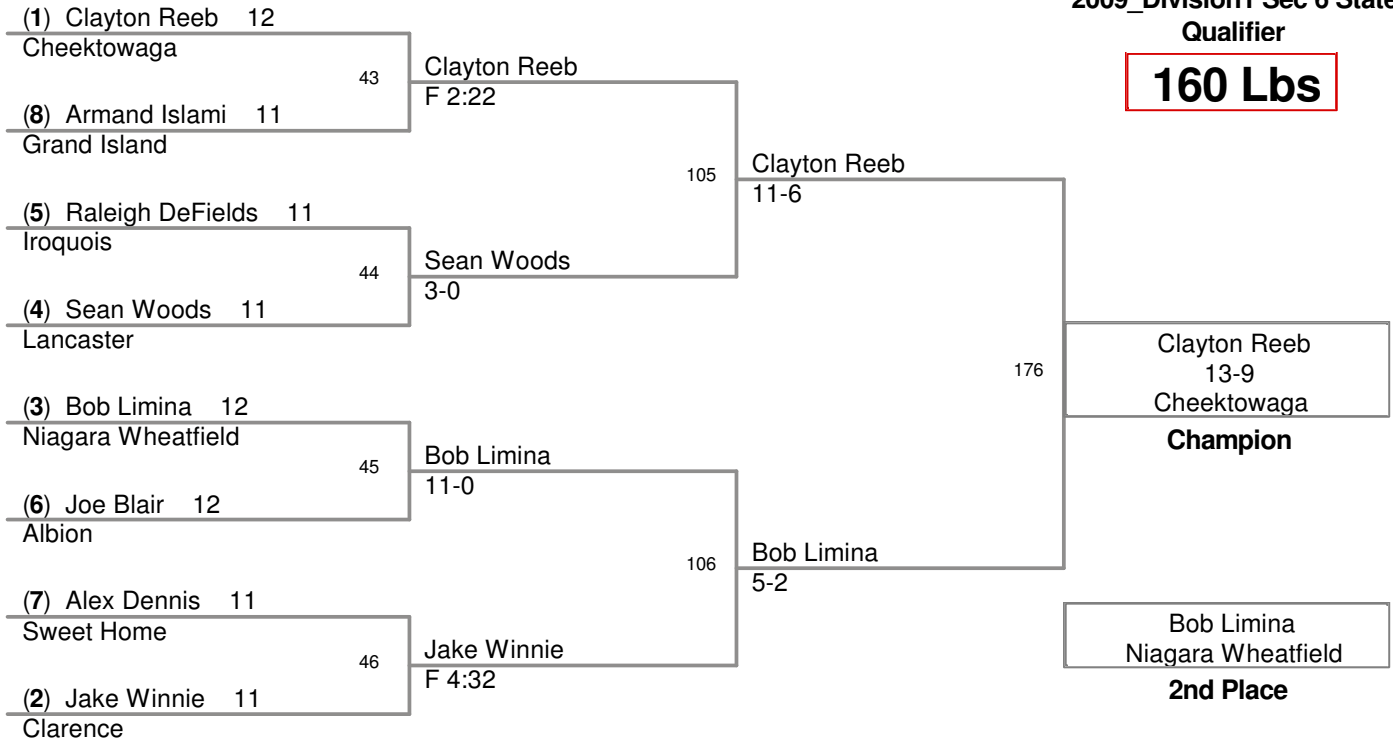 2009_Division1 Sec 6 State
Qualifier
160 Lbs
(1) Clayton Reeb 12
Cheektowaga
43
(8) Armand Islami 11
Grand Island
Clayton Reeb
F 2:22
(5) Raleigh DeFields 11
Iroquois
44
(4) Sean Woods 11
Lancaster
Sean Woods
3-0
105
Clayton Reeb
11-6
(3) Bob Limina 12
Niagara Wheatfield
45
(6) Joe Blair 12
Albion
Bob Limina
11-0
(7) Alex Dennis 11
Sweet Home
46
(2) Jake Winnie 11
Clarence
Jake Winnie
F 4:32
106
Bob Limina
5-2
176
Clayton Reeb
13-9
Cheektowaga
Champion
Bob Limina
Niagara Wheatfield
2nd Place